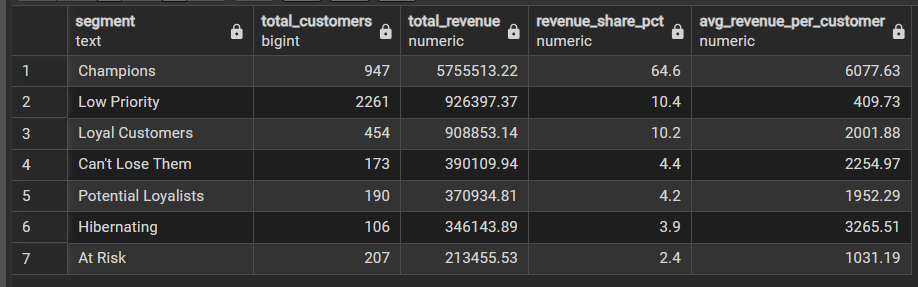 segment total_customers total_revenue revenue_share_pct avg_revenue_per_customer
text bigint numeric numeric numeric
1 Champions 947 5755513.22 64.6 6077.63
2 Low Priority 2261 926397.37 10.4 409.73
3 Loyal Customers 454 908853.14 10.2 2001.88
4 Can't Lose Them 173 390109.94 4.4 2254.97
5 Potential Loyalists 190 370934.81 4.2 1952.29
6 Hibernating 106 346143.89 3.9 3265.51
7 At Risk 207 213455.53 2.4 1031.19